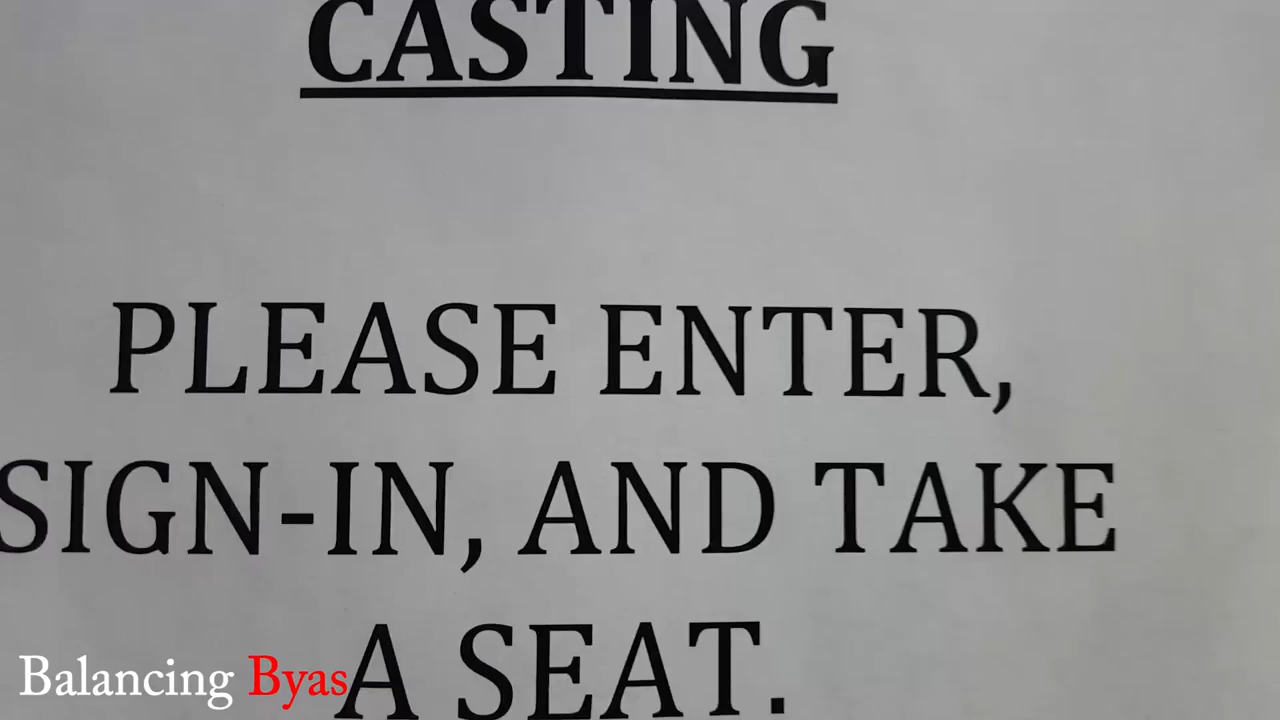 CASTING
PLEASE ENTER,
SIGN-IN, AND TAKE
A SEAT.
Balancing Byas